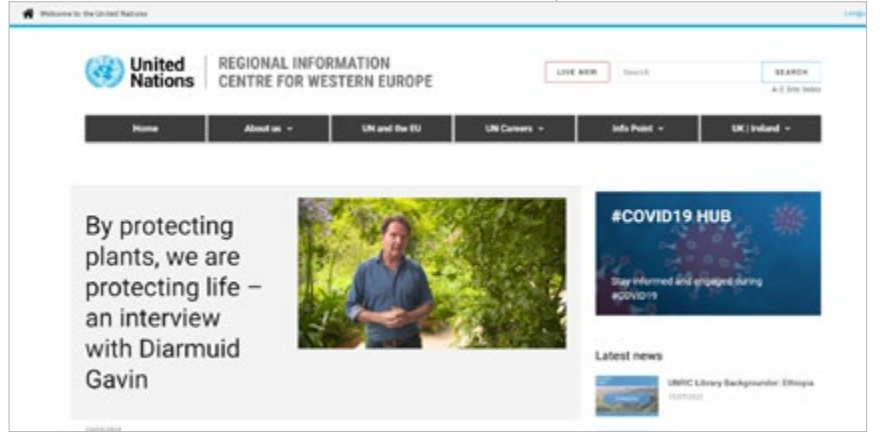 Welcome to the United Nations
United
Nations
REGIONAL INFORMATION
CENTRE FOR WESTERN EUROPE
LIVE NOW
Search
SEARCH
A-Z Site Index
Home
About us
UN and the EU
UN Careers
Info Point
UK | Ireland
By protecting
plants, we are
protecting life –
an interview
with Diarmuid
Gavin
#COVID19 HUB
Stay informed and engaged during
#COVID19
Latest news
UNRIC Library Backgrounder: Ethiopia